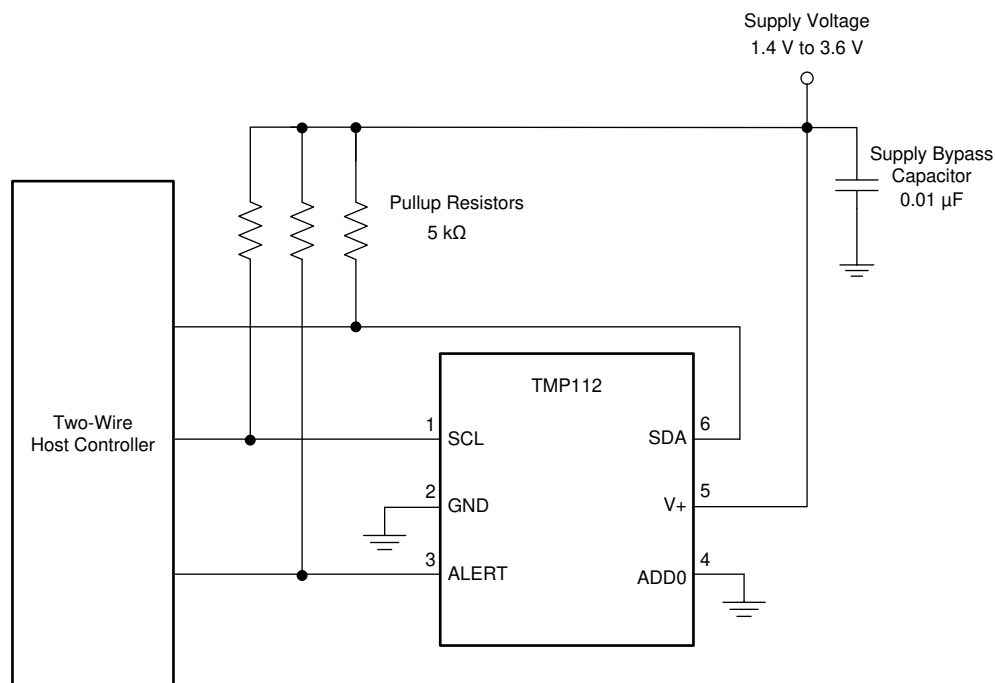 Supply Voltage
1.4 V to 3.6 V
Supply Bypass
Capacitor
0.01 µF
Pullup Resistors
5 kΩ
Two-Wire
Host Controller
TMP112
1
SCL
2
GND
3
ALERT
6
SDA
5
V+
4
ADD0